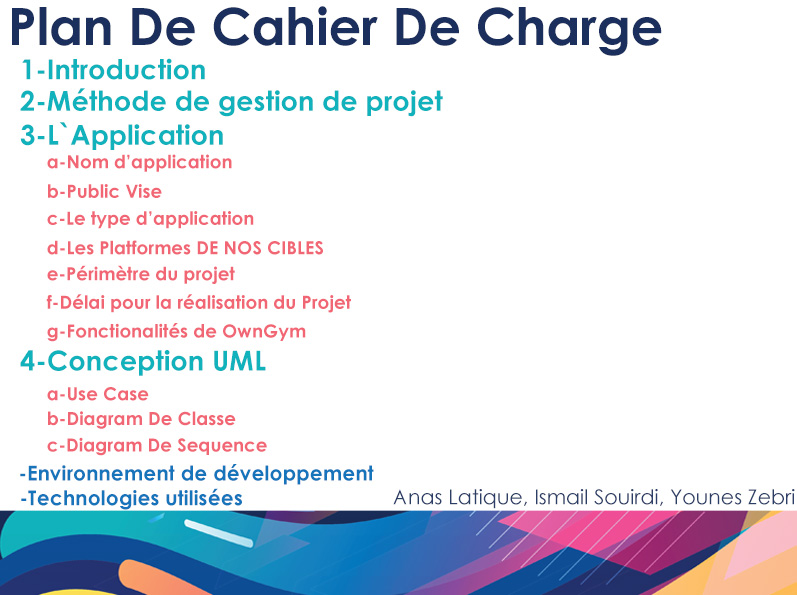 Plan De Cahier De Charge
1-Introduction
2-Méthode de gestion de projet
3-L`Application
a-Nom d'application
b-Public Vise
c-Le type d'application
d-Les Platformes DE NOS CIBLES
e-Périmètre du projet
f-Délai pour la réalisation du Projet
g-Fonctionalités de OwnGym
4-Conception UML
a-Use Case
b-Diagram De Classe
c-Diagram De Sequence
-Environnement de développement
-Technologies utilisées
Anas Latique, Ismail Souirdi, Younes Zebri